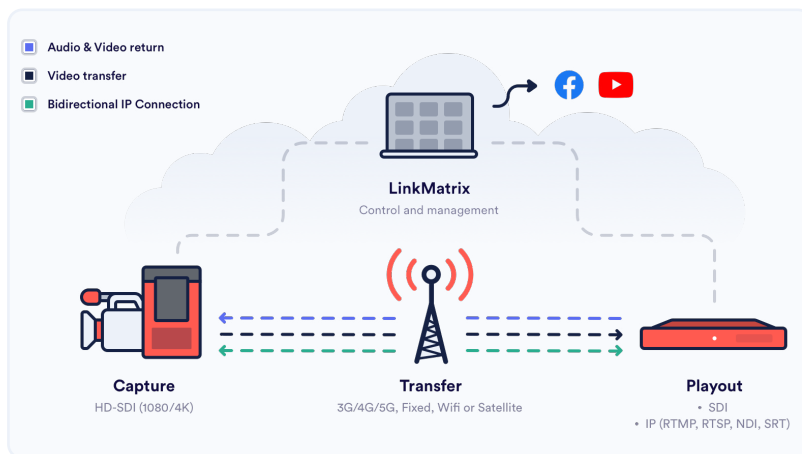 Audio & Video return
Video transfer
Bidirectional IP Connection
LinkMatrix
Control and management
Capture
HD-SDI (1080/4K)
Transfer
3G/4G/5G, Fixed, Wifi or Satellite
Playout
• SDI
• IP (RTMP, RTSP, NDI, SRT)